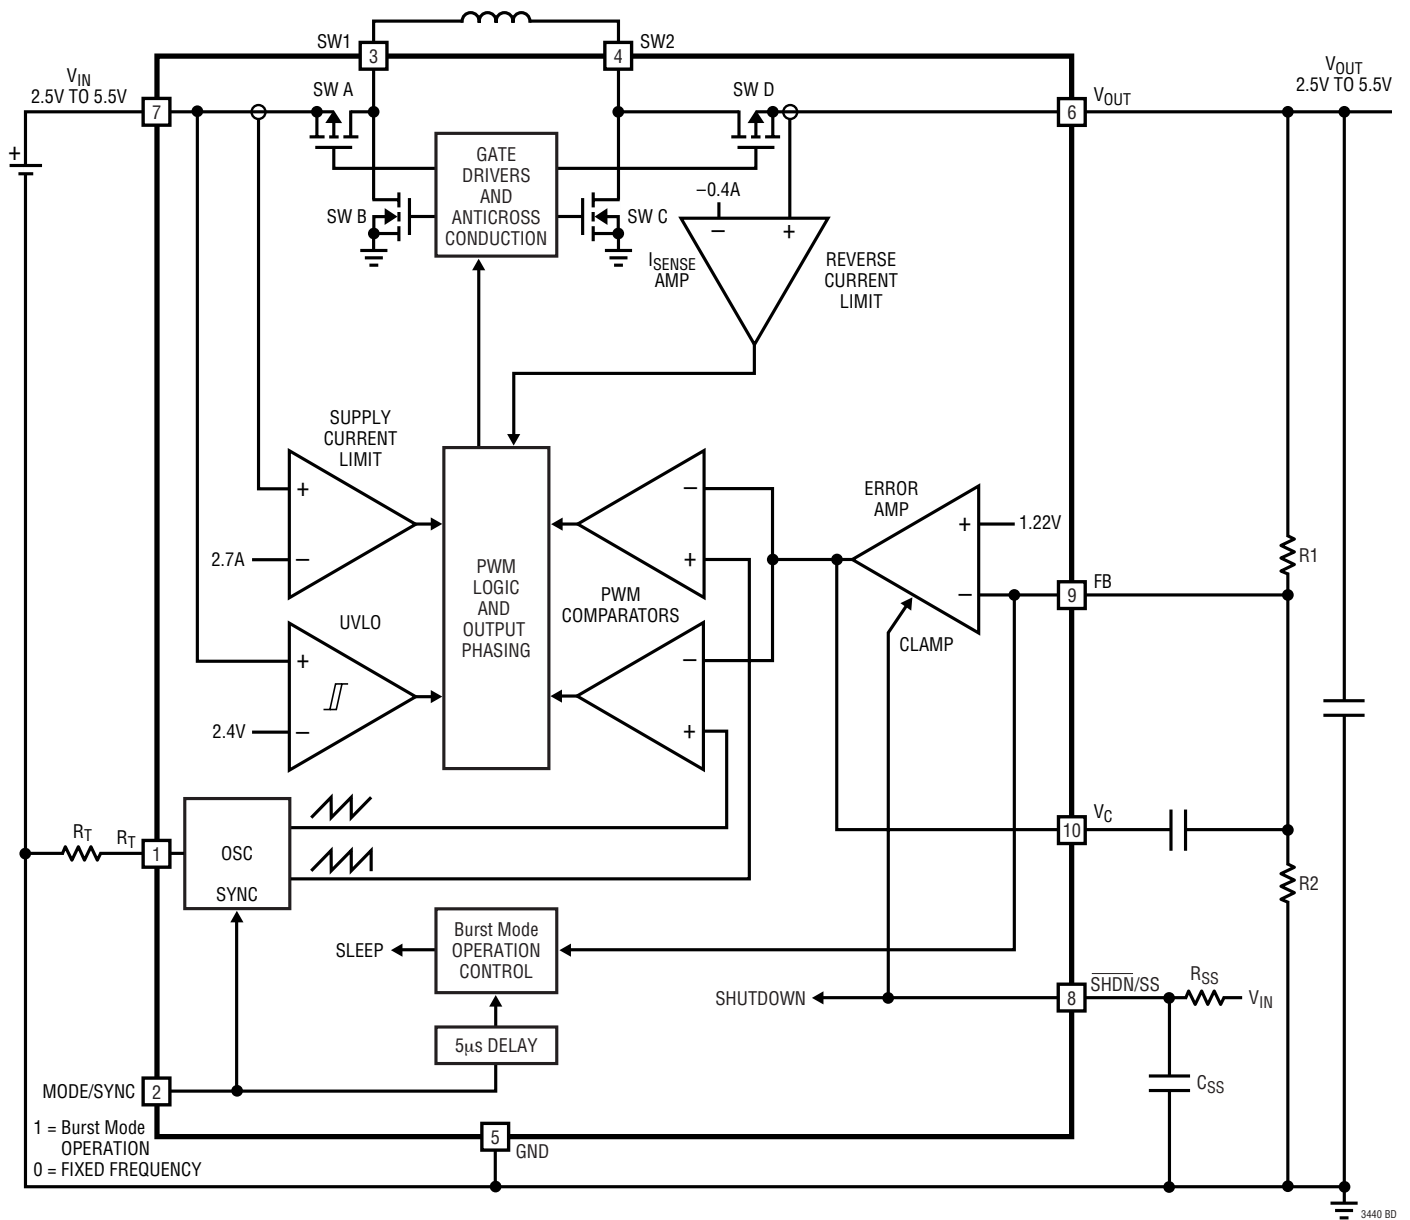 SW1
3
4
SW2
VIN
2.5V TO 5.5V
7
SW A
SW D
VOUT
6
VOUT
2.5V TO 5.5V
+
GATE
DRIVERS
AND
ANTICROSS
CONDUCTION
SW B
SW C
–0.4A
–
+
ISENSE
AMP
REVERSE
CURRENT
LIMIT
SUPPLY
CURRENT
LIMIT
+
2.7A
–
UVLO
+
2.4V
–
PWM
LOGIC
AND
OUTPUT
PHASING
–
+
PWM
COMPARATORS
–
+
ERROR
AMP
+
1.22V
–
CLAMP
9
FB
R1
10
VC
R2
RT
RT
1
OSC
SYNC
SLEEP
Burst Mode
OPERATION
CONTROL
5µs DELAY
SHUTDOWN
8
S̅H̅D̅N̅/SS
RSS
VIN
CSS
MODE/SYNC
2
1 = Burst Mode
OPERATION
0 = FIXED FREQUENCY
5
GND
3440 BD